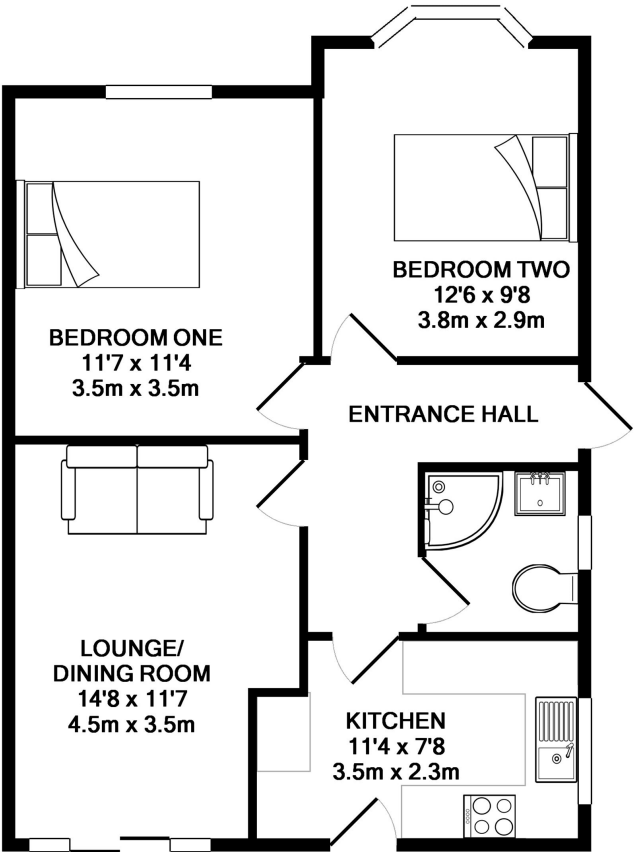 BEDROOM TWO
12'6 x 9'8
3.8m x 2.9m
BEDROOM ONE
11'7 x 11'4
3.5m x 3.5m
ENTRANCE HALL
LOUNGE/
DINING ROOM
14'8 x 11'7
4.5m x 3.5m
KITCHEN
11'4 x 7'8
3.5m x 2.3m